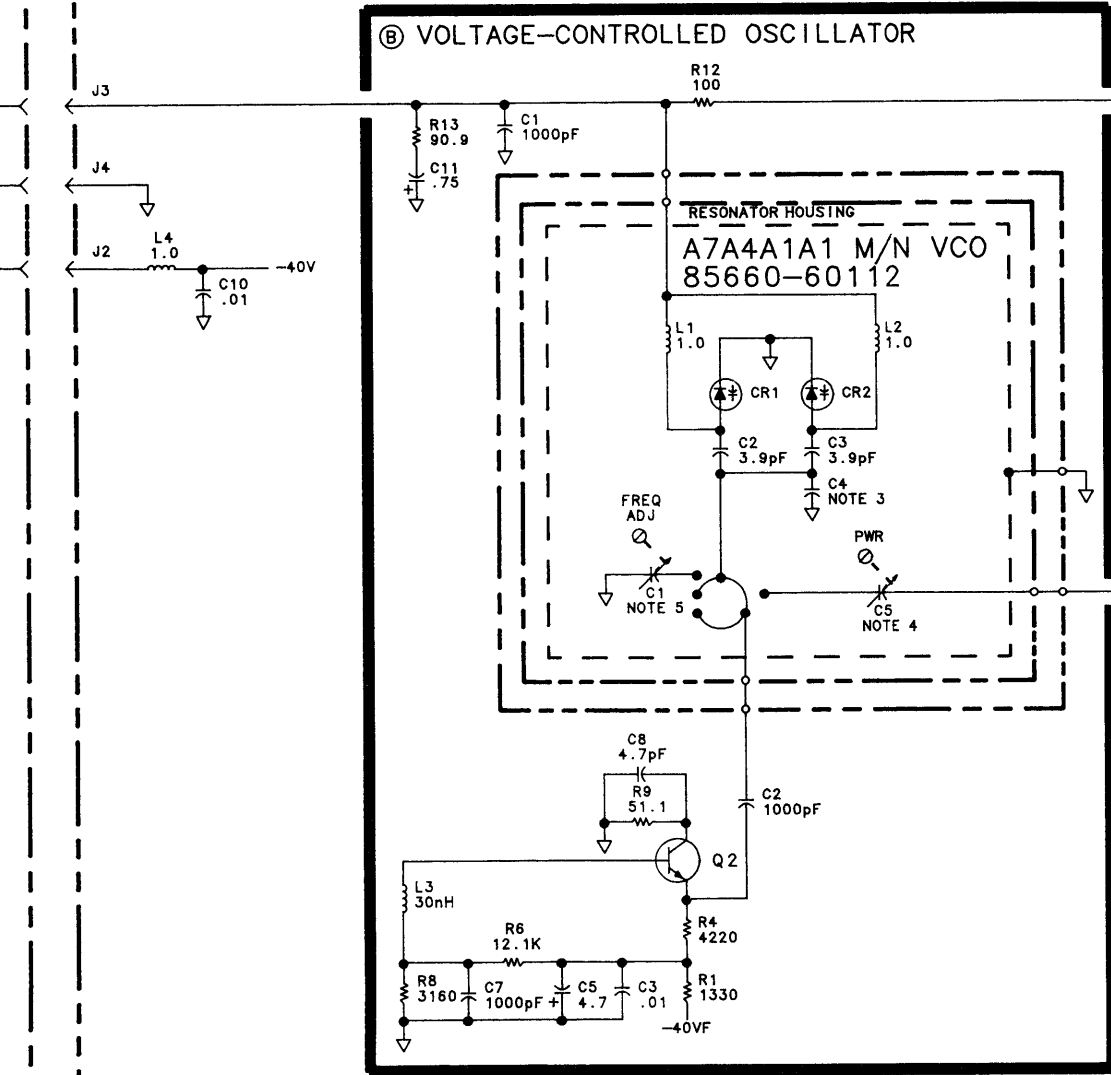 B VOLTAGE-CONTROLLED OSCILLATOR
R12
100
J3
R13
90.9
C1
1000pF
C11
.75
+
J4
J2
L4
1.0
-40V
C10
.01
RESONATOR HOUSING
A7A4A1A1 M/N VCO
85660-60112
L1
1.0
L2
1.0
CR1
CR2
C2
3.9pF
C3
3.9pF
C4
NOTE 3
FREQ
ADJ
PWR
C1
NOTE 5
C5
NOTE 4
C8
4.7pF
R9
51.1
C2
1000pF
Q2
L3
30nH
R4
4220
R6
12.1K
R8
3160
C7
1000pF
+
C5
4.7
C3
.01
R1
1330
-40VF